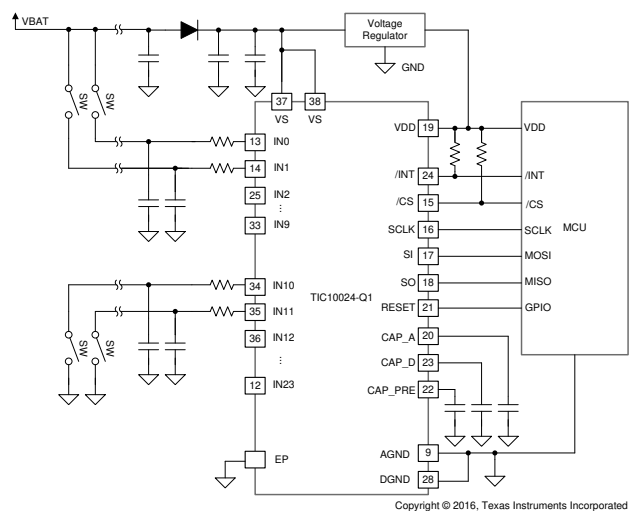 VBAT
Voltage
Regulator
GND
SW
SW
37
38
VS
VS
13 IN0
14 IN1
25 IN2
⋮
33 IN9
34 IN10
35 IN11
36 IN12
⋮
12 IN23
EP
TIC10024-Q1
VDD 19
/INT 24
/CS 15
SCLK 16
SI 17
SO 18
RESET 21
CAP_A 20
CAP_D 23
CAP_PRE 22
AGND 9
DGND 28
VDD
/INT
/CS
SCLK
MCU
MOSI
MISO
GPIO
SW
SW
Copyright © 2016, Texas Instruments Incorporated